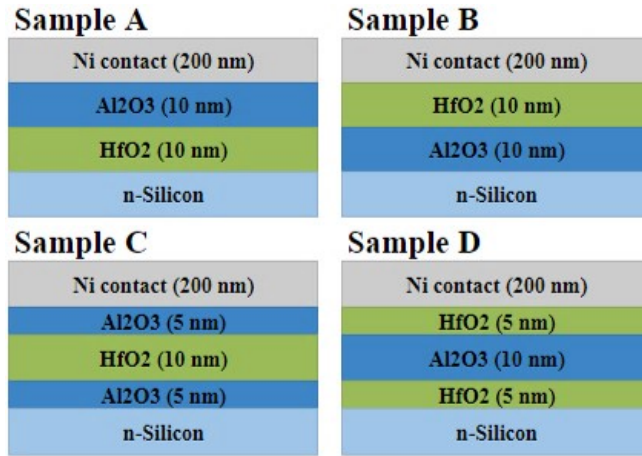 Sample A
Ni contact (200 nm)
Al2O3 (10 nm)
HfO2 (10 nm)
n-Silicon
Sample B
Ni contact (200 nm)
HfO2 (10 nm)
Al2O3 (10 nm)
n-Silicon
Sample C
Ni contact (200 nm)
Al2O3 (5 nm)
HfO2 (10 nm)
Al2O3 (5 nm)
n-Silicon
Sample D
Ni contact (200 nm)
HfO2 (5 nm)
Al2O3 (10 nm)
HfO2 (5 nm)
n-Silicon